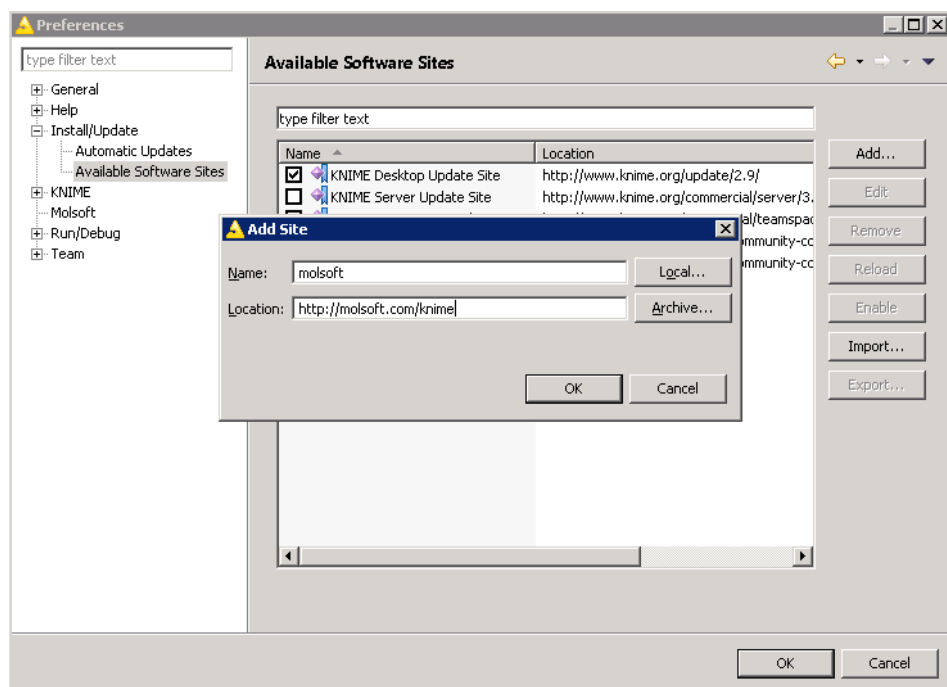 Preferences
type filter text
Available Software Sites
General
Help
Install/Update
Automatic Updates
Available Software Sites
KNIME
Molsoft
Run/Debug
Team
type filter text
Name Location
KNIME Desktop Update Site http://www.knime.org/update/2.9/
KNIME Server Update Site http://www.knime.org/commercial/server/3.
Add...
Edit
Remove
Reload
Enable
Import...
Export...
Add Site
Name: molsoft Local...
Location: http://molsoft.com/knime Archive...
OK Cancel
OK Cancel